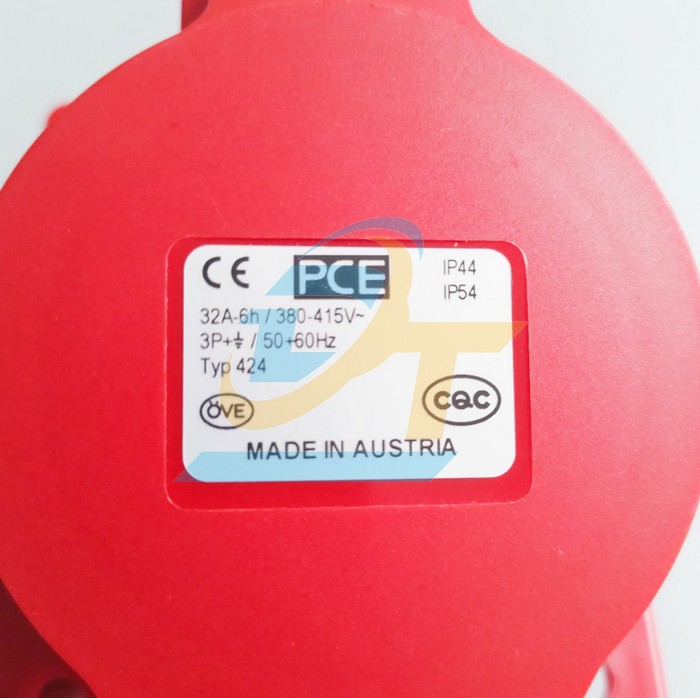 CE PCE IP44
IP54
32A-6h / 380-415V~
3P+⏚ / 50+60Hz
Typ 424
ÖVE CQC
MADE IN AUSTRIA